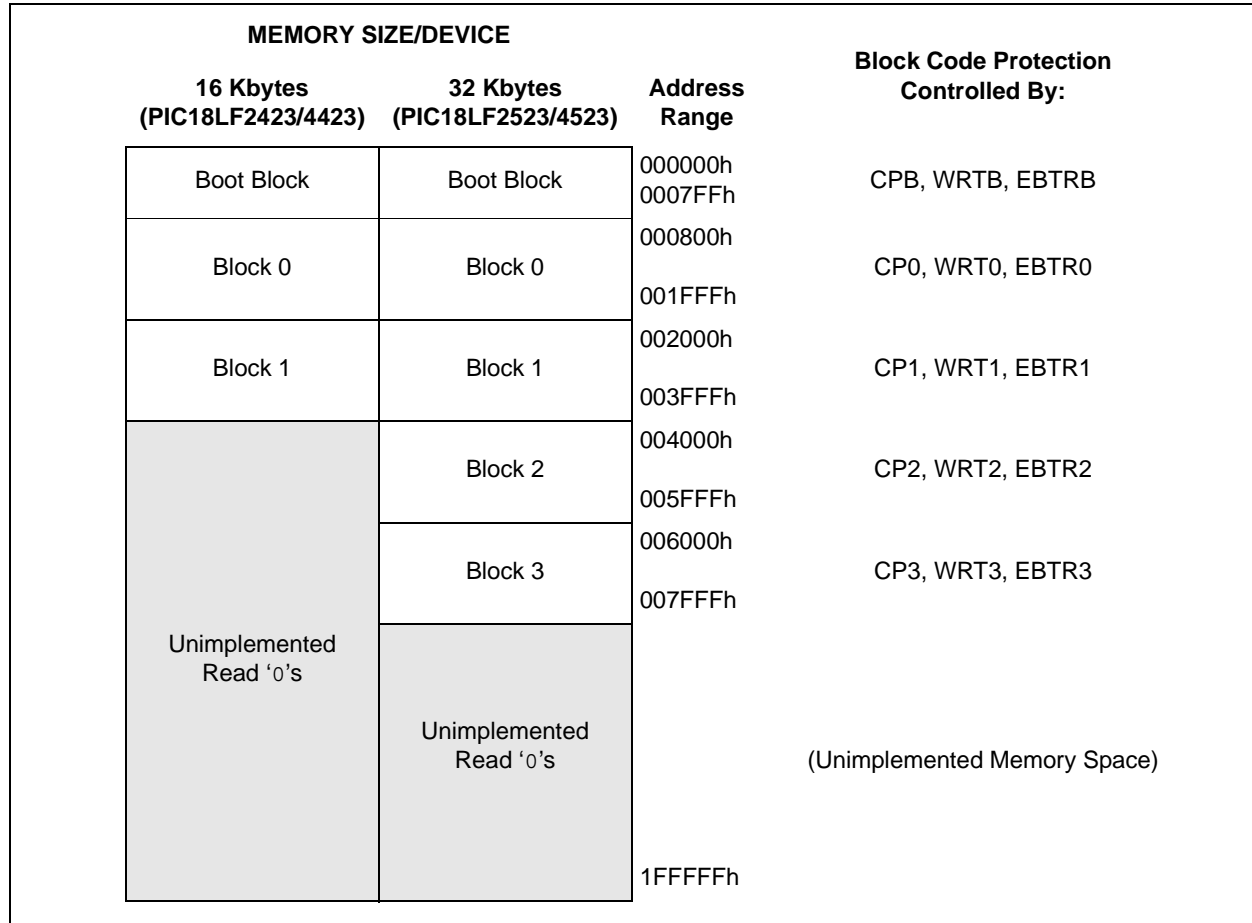 MEMORY SIZE/DEVICE
Block Code Protection
Controlled By:
16 Kbytes
(PIC18LF2423/4423)
32 Kbytes
(PIC18LF2523/4523)
Address
Range
Boot Block
Boot Block
000000h
0007FFh
CPB, WRTB, EBTRB
Block 0
Block 0
000800h
001FFFh
CP0, WRT0, EBTR0
Block 1
Block 1
002000h
003FFFh
CP1, WRT1, EBTR1
Block 2
004000h
005FFFh
CP2, WRT2, EBTR2
Block 3
006000h
007FFFh
CP3, WRT3, EBTR3
Unimplemented
Read ‘0’s
Unimplemented
Read ‘0’s
(Unimplemented Memory Space)
1FFFFFh